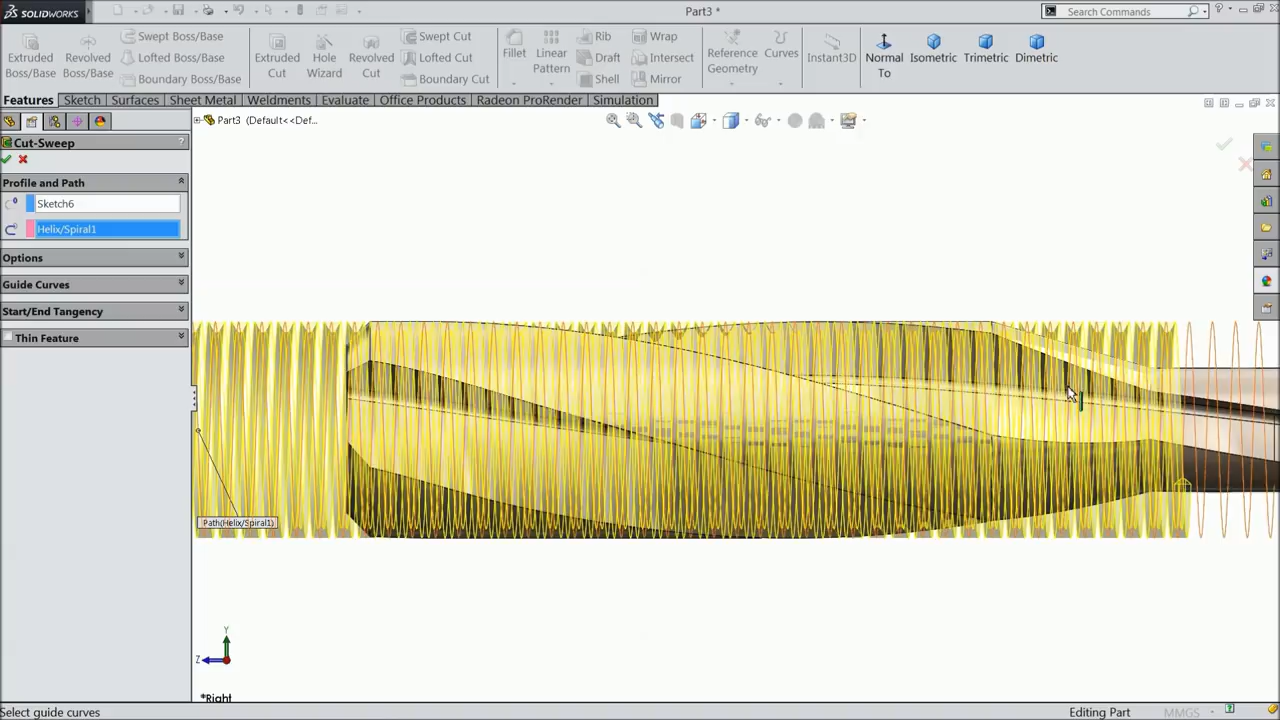 SOLIDWORKS
Part3 *
Search Commands
Extruded Boss/Base
Revolved Boss/Base
Swept Boss/Base
Lofted Boss/Base
Boundary Boss/Base
Extruded Cut
Hole Wizard
Revolved Cut
Swept Cut
Lofted Cut
Boundary Cut
Fillet
Linear Pattern
Rib
Draft
Shell
Wrap
Intersect
Mirror
Reference Geometry
Curves
Instant3D
Normal To
Isometric
Trimetric
Dimetric
Features
Sketch
Surfaces
Sheet Metal
Weldments
Evaluate
Office Products
Radeon ProRender
Simulation
Part3 (Default<<Def...
Cut-Sweep
?
Profile and Path
Sketch6
Helix/Spiral1
Options
Guide Curves
Start/End Tangency
Thin Feature
Path(Helix/Spiral1)
Y
Z
*Right
Select guide curves
Editing Part
MMGS